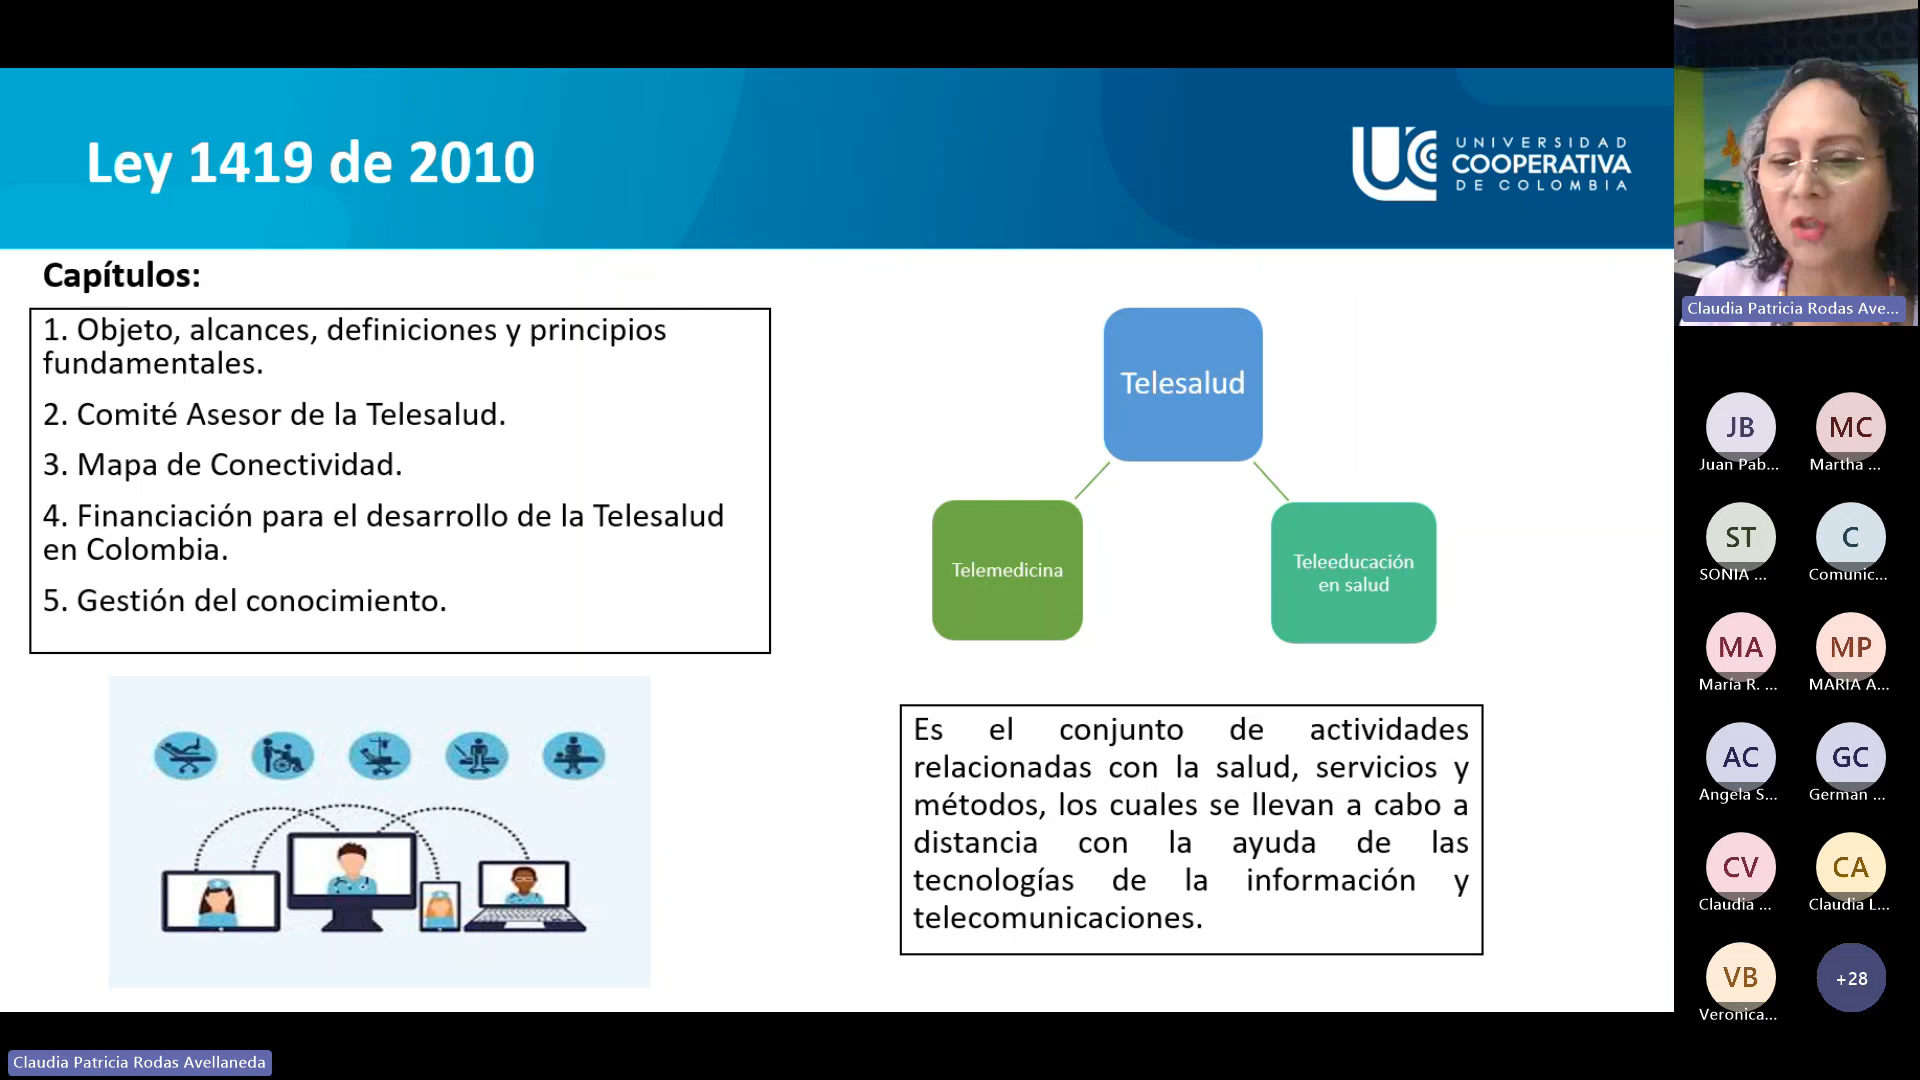 Ley 1419 de 2010
UNIVERSIDAD
COOPERATIVA
DE COLOMBIA
Capítulos:
1. Objeto, alcances, definiciones y principios
fundamentales.
2. Comité Asesor de la Telesalud.
3. Mapa de Conectividad.
4. Financiación para el desarrollo de la Telesalud
en Colombia.
5. Gestión del conocimiento.
Telesalud
Telemedicina
Teleeducación
en salud
Es el conjunto de actividades
relacionadas con la salud, servicios y
métodos, los cuales se llevan a cabo a
distancia con la ayuda de las
tecnologías de la información y
telecomunicaciones.
Claudia Patricia Rodas Ave...
JB
Juan Pab...
MC
Martha ...
ST
SONIA ...
C
Comunic...
MA
María R. ...
MP
MARIA A...
AC
Angela S...
GC
German ...
CV
Claudia ...
CA
Claudia L...
VB
Veronica...
+28
Claudia Patricia Rodas Avellaneda